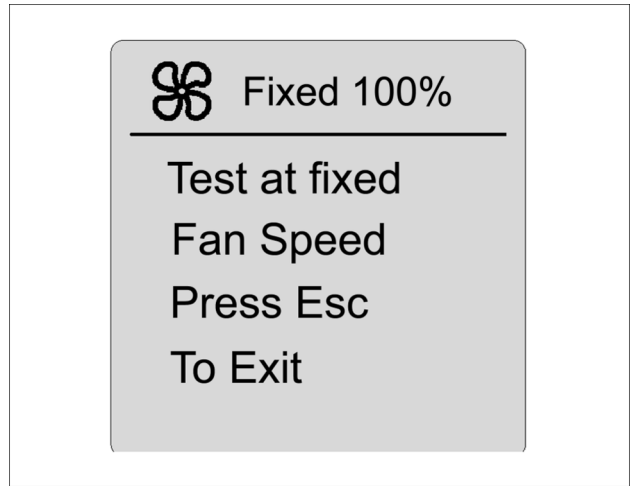 Fixed 100%
Test at fixed
Fan Speed
Press Esc
To Exit